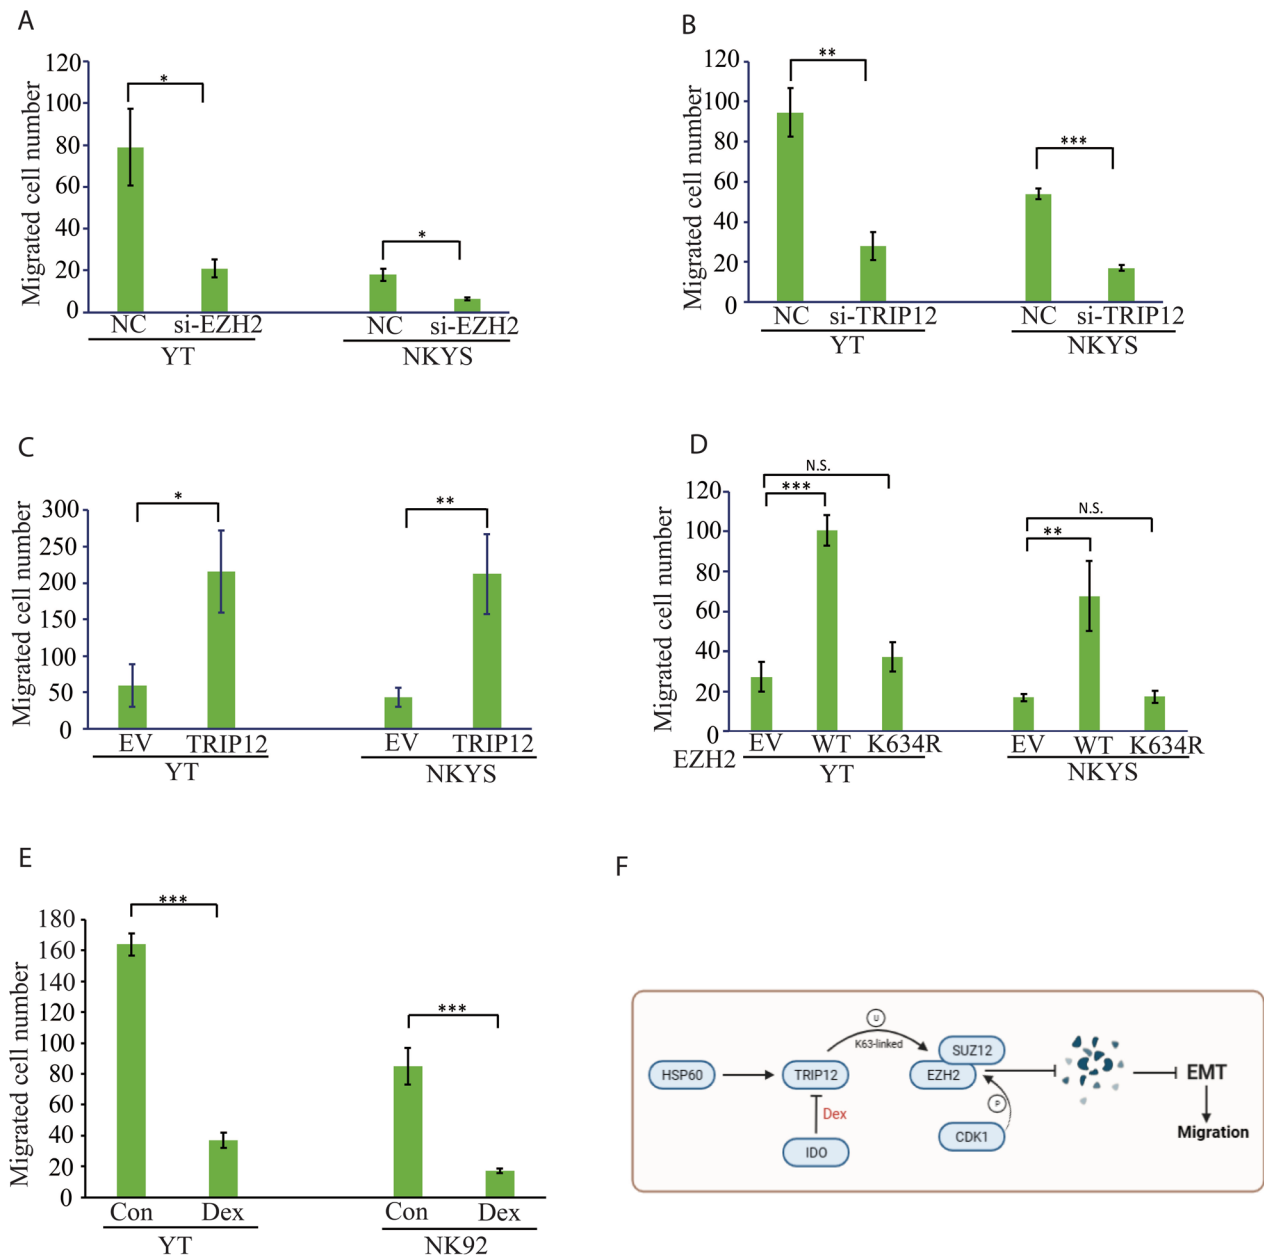 A
Migrated cell number
120
100
80
60
40
20
0
*
*
NC si-EZH2 NC si-EZH2
YT NKYS
B
Migrated cell number
120
100
80
60
40
20
0
**
***
NC si-TRIP12 NC si-TRIP12
YT NKYS
C
Migrated cell number
300
250
200
150
100
50
0
*
**
EV TRIP12 EV TRIP12
YT NKYS
D
Migrated cell number
120
100
80
60
40
20
0
N.S.
***
N.S.
**
EZH2 EV WT K634R EV WT K634R
YT NKYS
E
Migrated cell number
180
160
140
120
100
80
60
40
20
0
***
***
Con Dex Con Dex
YT NK92
F
U
K63-linked
SUZ12
HSP60 TRIP12 EZH2 EMT
Dex
P
CDK1
Migration
IDO